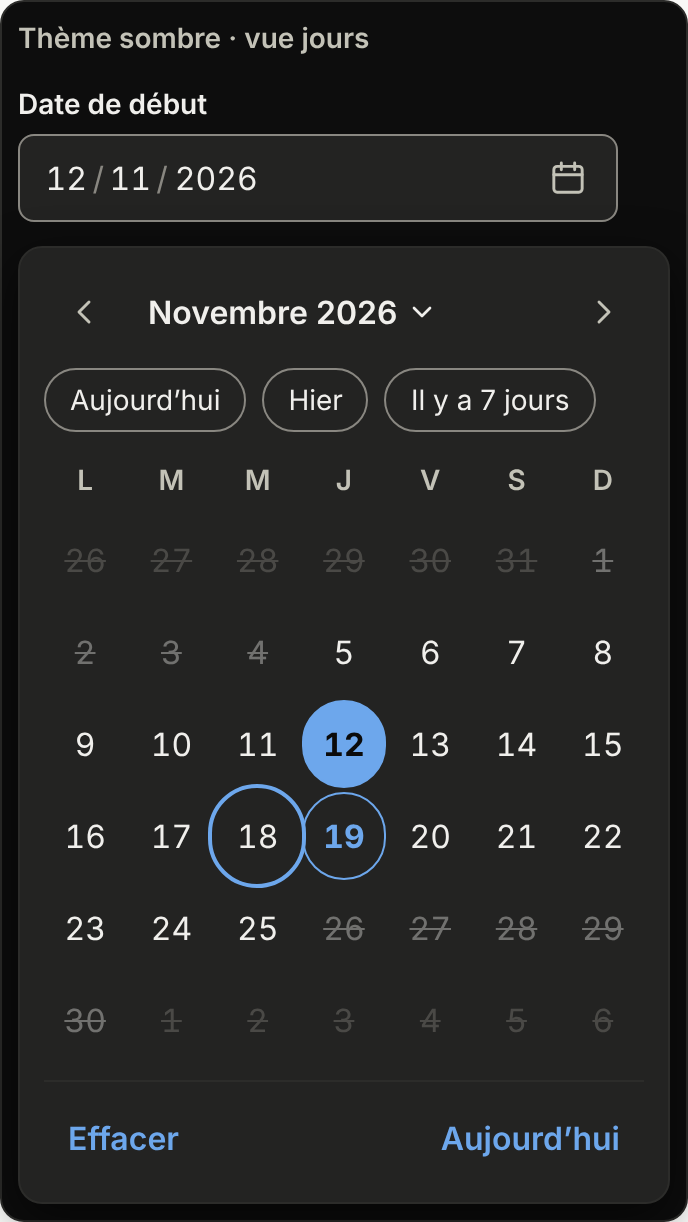 Thème sombre · vue jours
Date de début
12 / 11 / 2026
Novembre 2026
Aujourd’hui Hier Il y a 7 jours
L M M J V S D
26 27 28 29 30 31 1
2 3 4 5 6 7 8
9 10 11 12 13 14 15
16 17 18 19 20 21 22
23 24 25 26 27 28 29
30 1 2 3 4 5 6
Effacer Aujourd’hui